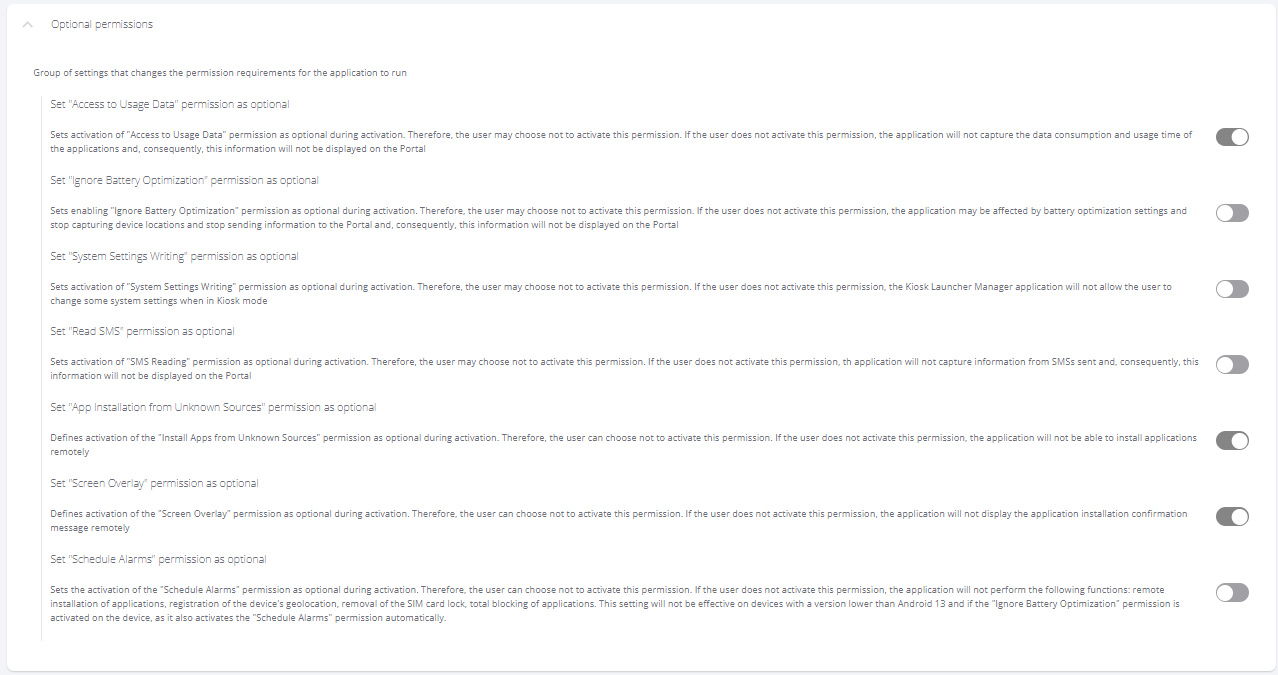 Optional permissions
Group of settings that changes the permission requirements for the application to run
Set "Access to Usage Data" permission as optional
Sets activation of "Access to Usage Data" permission as optional during activation. Therefore, the user may choose not to activate this permission. If the user does not activate this permission, the application will not capture the data consumption and usage time of
the applications and, consequently, this information will not be displayed on the Portal
Set "Ignore Battery Optimization" permission as optional
Sets enabling "Ignore Battery Optimization" permission as optional during activation. Therefore, the user may choose not to activate this permission. If the user does not activate this permission, the application may be affected by battery optimization settings and
stop capturing device locations and stop sending information to the Portal and, consequently, this information will not be displayed on the Portal
Set "System Settings Writing" permission as optional
Sets activation of "System Settings Writing" permission as optional during activation. Therefore, the user may choose not to activate this permission. If the user does not activate this permission, the Kiosk Launcher Manager application will not allow the user to
change some system settings when in Kiosk mode
Set "Read SMS" permission as optional
Sets activation of "SMS Reading" permission as optional during activation. Therefore, the user may choose not to activate this permission. If the user does not activate this permission, th application will not capture information from SMSs sent and, consequently, this
information will not be displayed on the Portal
Set "App Installation from Unknown Sources" permission as optional
Defines activation of the "Install Apps from Unknown Sources" permission as optional during activation. Therefore, the user can choose not to activate this permission. If the user does not activate this permission, the application will not be able to install applications
remotely
Set "Screen Overlay" permission as optional
Defines activation of the "Screen Overlay" permission as optional during activation. Therefore, the user can choose not to activate this permission. If the user does not activate this permission, the application will not display the application installation confirmation
message remotely
Set "Schedule Alarms" permission as optional
Sets the activation of the "Schedule Alarms" permission as optional during activation. Therefore, the user can choose not to activate this permission. If the user does not activate this permission, the application will not perform the following functions: remote
installation of applications, registration of the device's geolocation, removal of the SIM card lock, total blocking of applications. This setting will not be effective on devices with a version lower than Android 13 and if the "Ignore Battery Optimization" permission is
activated on the device, as it also activates the "Schedule Alarms" permission automatically.